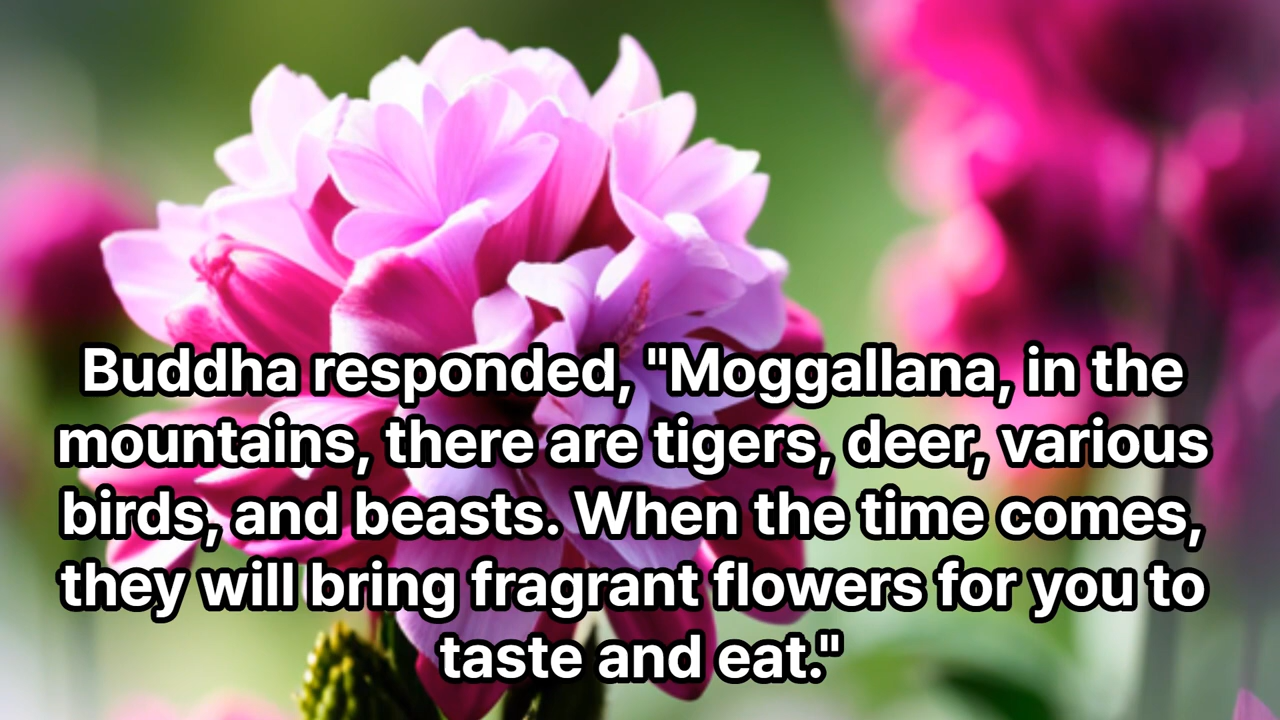 Buddha responded, "Moggallana, in the
mountains, there are tigers, deer, various
birds, and beasts. When the time comes,
they will bring fragrant flowers for you to
taste and eat."